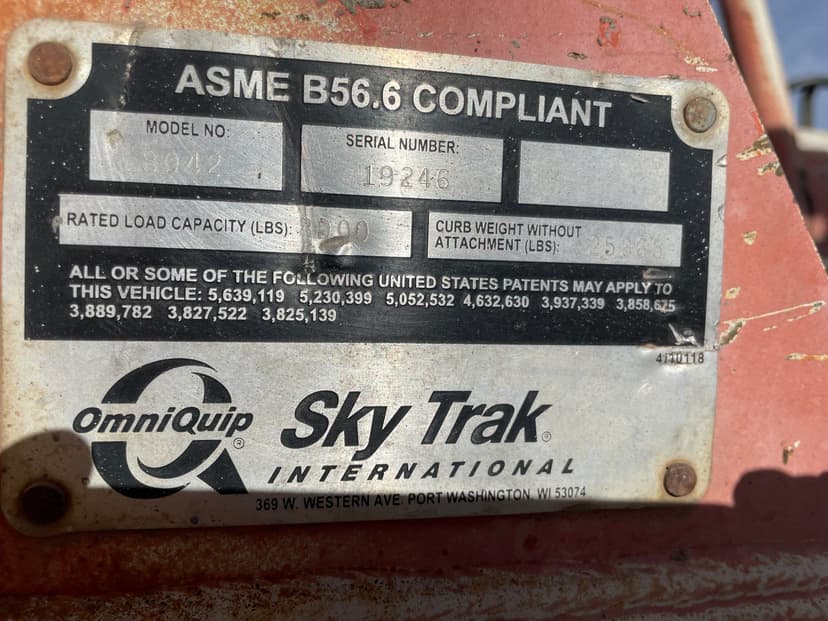 ASME B56.6 COMPLIANT
MODEL NO: 8042
SERIAL NUMBER: 19246
RATED LOAD CAPACITY (LBS):
CURB WEIGHT WITHOUT
ATTACHMENT (LBS):
ALL OR SOME OF THE FOLLOWING UNITED STATES PATENTS MAY APPLY TO
THIS VEHICLE: 5,639,119 5,230,399 5,052,532 4,632,630 3,937,339 3,858,675
3,889,782 3,827,522 3,825,139
4110118
OmniQuip ®
Sky Trak ®
INTERNATIONAL
369 W. WESTERN AVE. PORT WASHINGTON, WI 53074